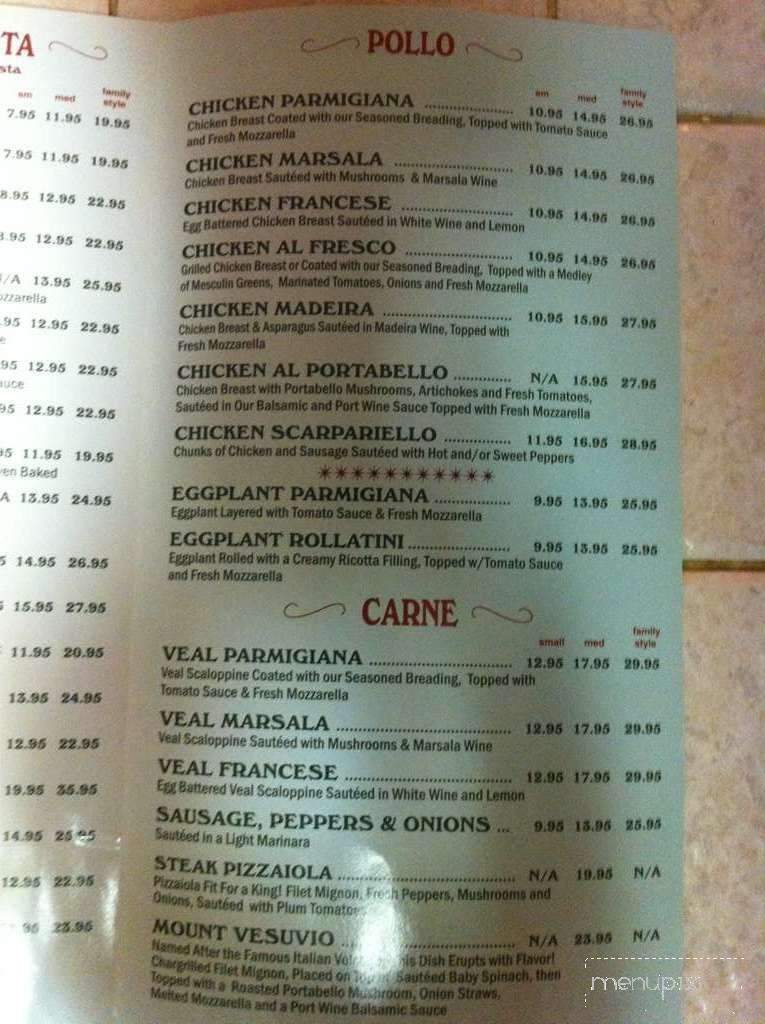 TA
sta
sm med family style
7.95 11.95 19.95
7.95 11.95 19.95
8.95 12.95 22.95
8.95 12.95 22.95
/A 13.95 25.95
ozzarella
.95 12.95 22.95
e
95 12.95 22.95
auce
95 12.95 22.95
5 11.95 19.95
ven Baked
A 13.95 24.95
5 14.95 26.95
15.95 27.95
11.95 20.95
13.95 24.95
12.95 22.95
19.95 35.95
14.95 25.95
12.95 22.95
95 23.95
POLLO
sm med family style
CHICKEN PARMIGIANA 10.95 14.95 26.95
Chicken Breast Coated with our Seasoned Breading, Topped with Tomato Sauce
and Fresh Mozzarella
CHICKEN MARSALA 10.95 14.95 26.95
Chicken Breast Sautéed with Mushrooms & Marsala Wine
CHICKEN FRANCESE 10.95 14.95 26.95
Egg Battered Chicken Breast Sautéed in White Wine and Lemon
CHICKEN AL FRESCO 10.95 14.95 26.95
Grilled Chicken Breast or Coated with our Seasoned Breading, Topped with a Medley
of Mesculin Greens, Marinated Tomatoes, Onions and Fresh Mozzarella
CHICKEN MADEIRA 10.95 15.95 27.95
Chicken Breast & Asparagus Sautéed in Madeira Wine, Topped with
Fresh Mozzarella
CHICKEN AL PORTABELLO N/A 15.95 27.95
Chicken Breast with Portabello Mushrooms, Artichokes and Fresh Tomatoes,
Sautéed in Our Balsamic and Port Wine Sauce Topped with Fresh Mozzarella
CHICKEN SCARPARIELLO 11.95 16.95 28.95
Chunks of Chicken and Sausage Sautéed with Hot and/or Sweet Peppers
EGGPLANT PARMIGIANA 9.95 13.95 25.95
Eggplant Layered with Tomato Sauce & Fresh Mozzarella
EGGPLANT ROLLATINI 9.95 13.95 25.95
Eggplant Rolled with a Creamy Ricotta Filling, Topped w/Tomato Sauce
and Fresh Mozzarella
CARNE
small med family style
VEAL PARMIGIANA 12.95 17.95 29.95
Veal Scaloppine Coated with our Seasoned Breading, Topped with
Tomato Sauce & Fresh Mozzarella
VEAL MARSALA 12.95 17.95 29.95
Veal Scaloppine Sautéed with Mushrooms & Marsala Wine
VEAL FRANCESE 12.95 17.95 29.95
Egg Battered Veal Scaloppine Sautéed in White Wine and Lemon
SAUSAGE, PEPPERS & ONIONS ... 9.95 13.95 25.95
Sautéed in a Light Marinara
STEAK PIZZAIOLA N/A 19.95 N/A
Pizzaiola Fit For a King! Filet Mignon, Fresh Peppers, Mushrooms and
Onions, Sautéed with Plum Tomatoes
MOUNT VESUVIO N/A 23.95 N/A
Named After the Famous Italian Dish Erupts with Flavor!
Chargrilled Filet Mignon, Placed on Top of Sautéed Baby Spinach, then
Topped with a Roasted Portabello Mushroom, Onion Straws,
Melted Mozzarella and a Port Wine Balsamic Sauce
menupix